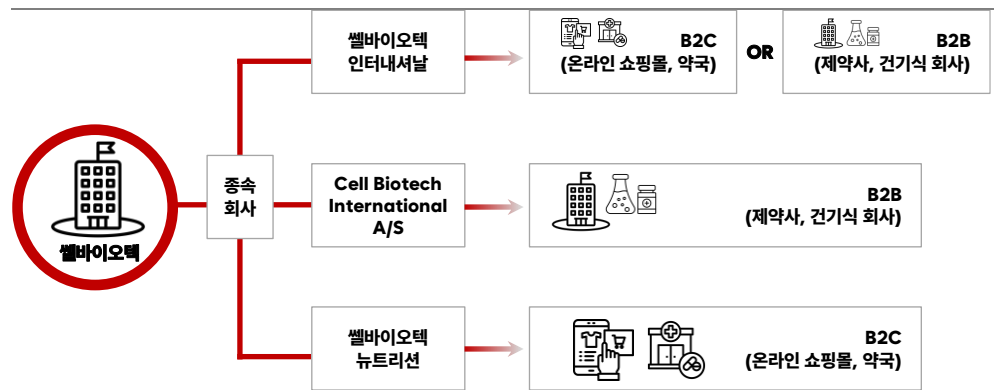 쎌바이오텍
인터내셔날
B2C
(온라인 쇼핑몰, 약국)
OR
B2B
(제약사, 건기식 회사)
쎌바이오텍
종속
회사
Cell Biotech
International
A/S
B2B
(제약사, 건기식 회사)
쎌바이오텍
뉴트리션
B2C
(온라인 쇼핑몰, 약국)